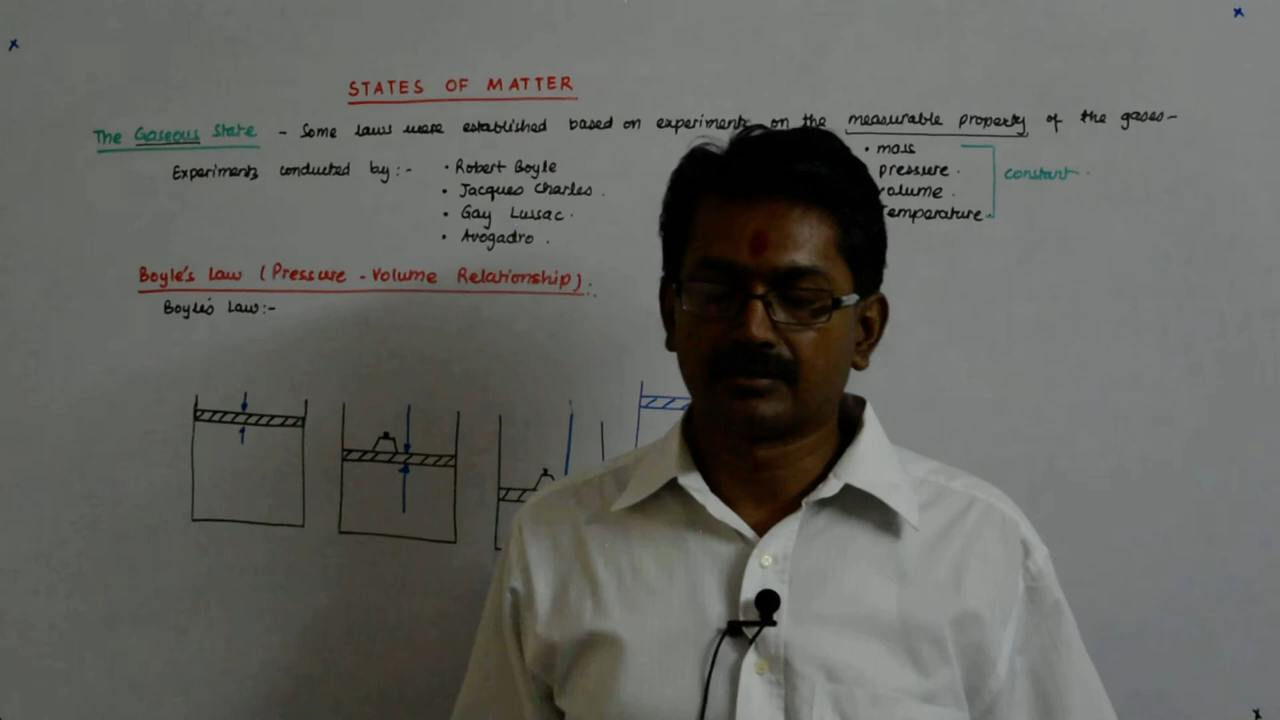 STATES OF MATTER
The Gaseous State - Some laws were established based on experiments on the measurable property of the gases-
Experiments conducted by:- • Robert Boyle
• Jacques Charles.
• Gay Lussac.
• Avogadro.
• mass
pressure.
olume.
emperature.
constant.
Boyle's Law (Pressure - Volume Relationship):
Boyle's Law:-